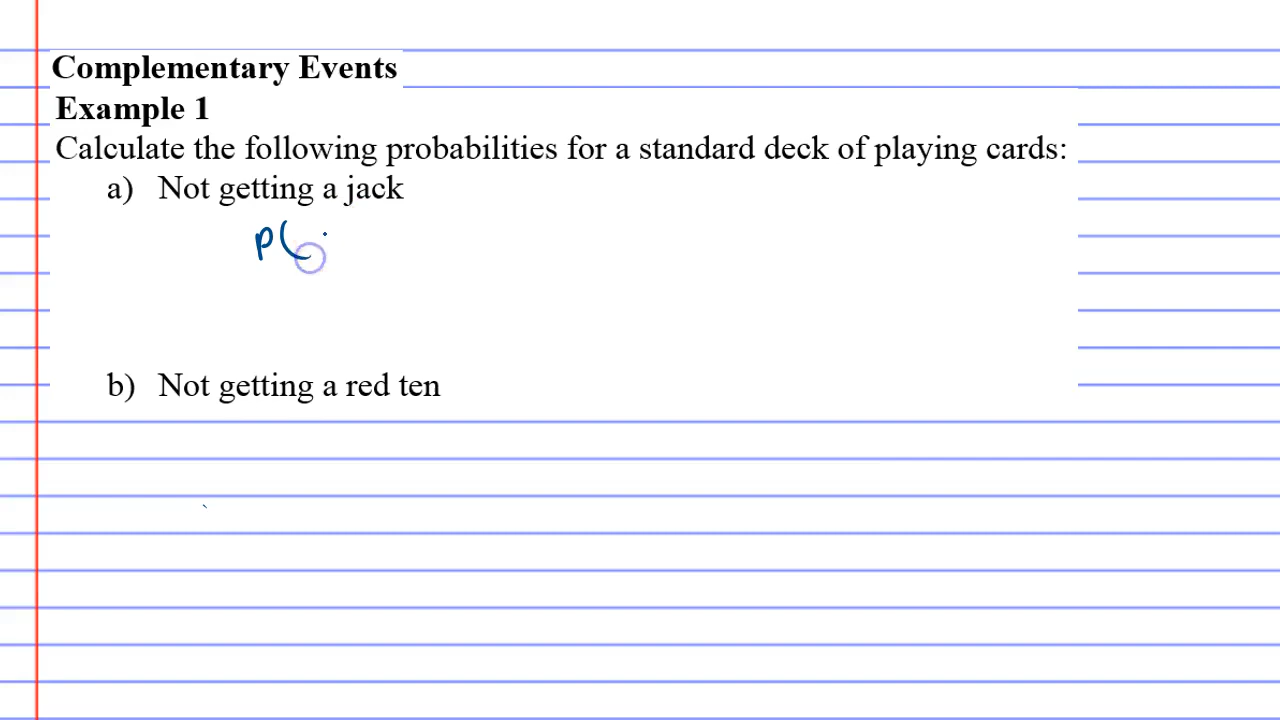 Complementary Events
Example 1
Calculate the following probabilities for a standard deck of playing cards:
a) Not getting a jack
P(
b) Not getting a red ten